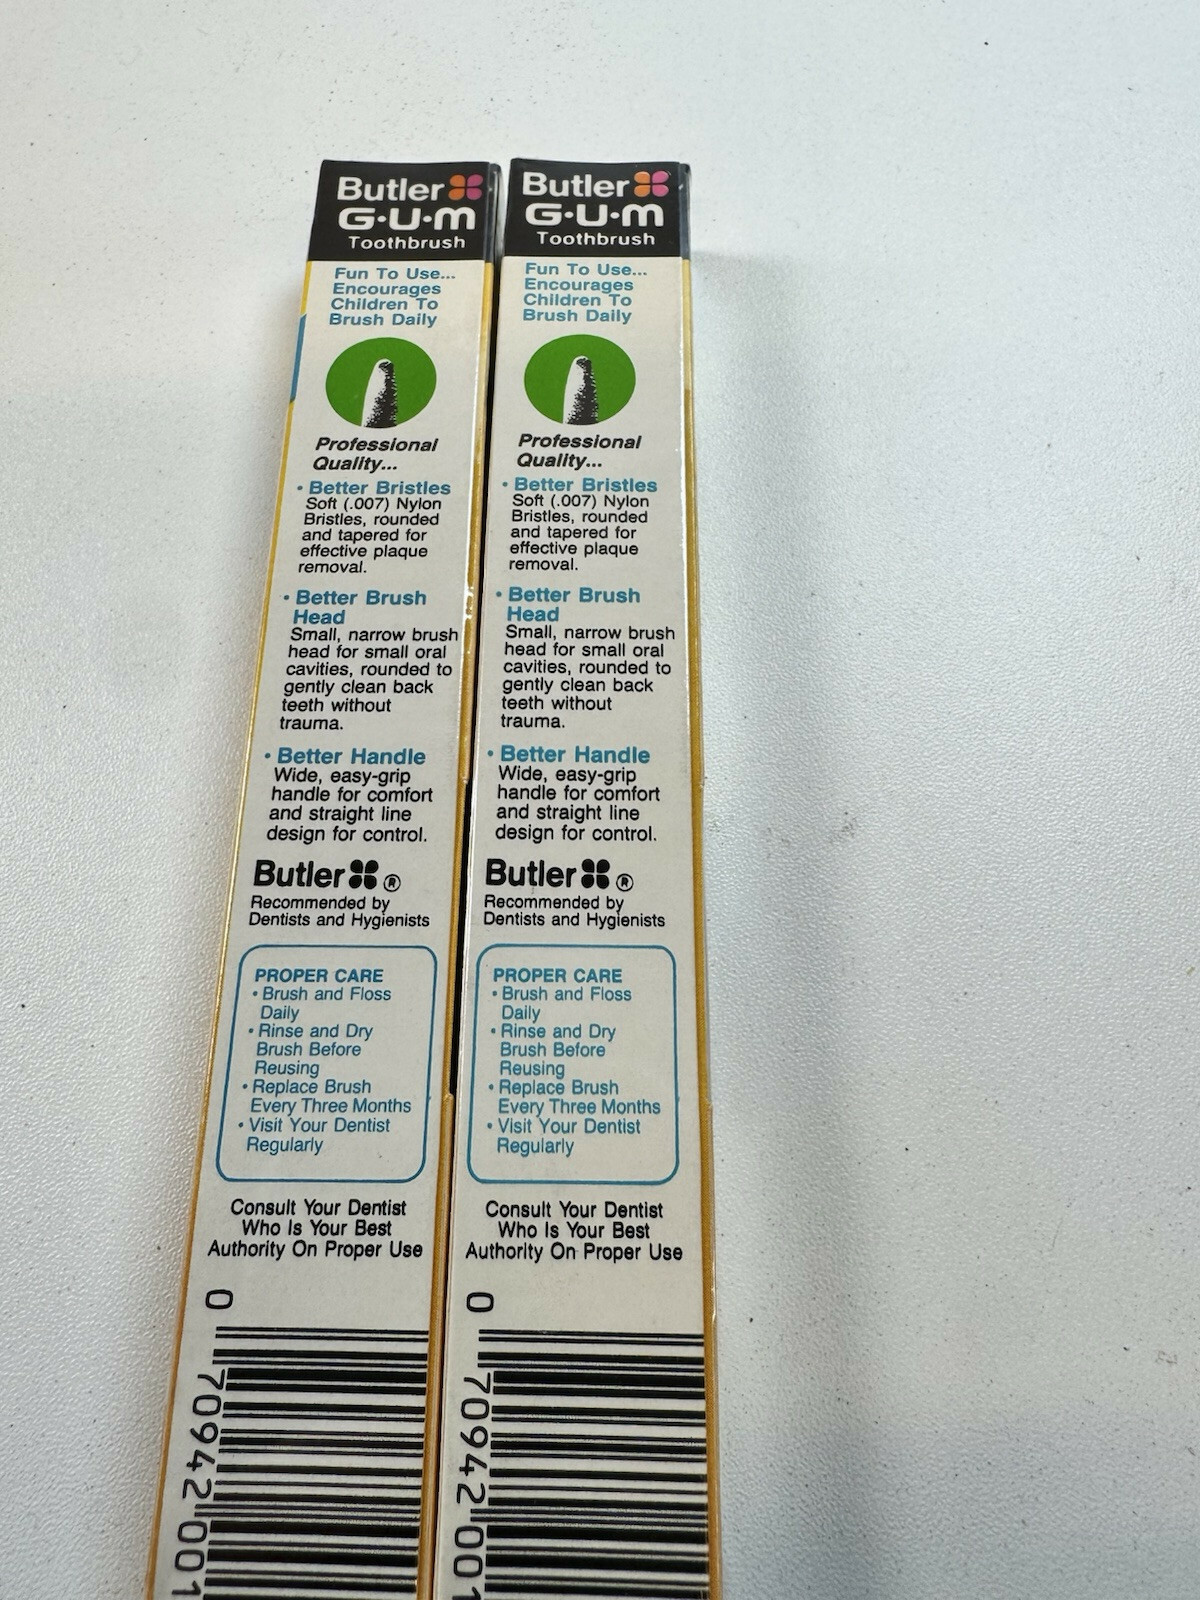 Butler
G·U·M
Toothbrush
Fun To Use...
Encourages
Children To
Brush Daily
Professional
Quality...
• Better Bristles
Soft (.007) Nylon
Bristles, rounded
and tapered for
effective plaque
removal.
• Better Brush
Head
Small, narrow brush
head for small oral
cavities, rounded to
gently clean back
teeth without
trauma.
• Better Handle
Wide, easy-grip
handle for comfort
and straight line
design for control.
Butler ®
Recommended by
Dentists and Hygienists
PROPER CARE
• Brush and Floss
Daily
• Rinse and Dry
Brush Before
Reusing
• Replace Brush
Every Three Months
• Visit Your Dentist
Regularly
Consult Your Dentist
Who Is Your Best
Authority On Proper Use
0 70942 001
Butler
G·U·M
Toothbrush
Fun To Use...
Encourages
Children To
Brush Daily
Professional
Quality...
• Better Bristles
Soft (.007) Nylon
Bristles, rounded
and tapered for
effective plaque
removal.
• Better Brush
Head
Small, narrow brush
head for small oral
cavities, rounded to
gently clean back
teeth without
trauma.
• Better Handle
Wide, easy-grip
handle for comfort
and straight line
design for control.
Butler ®
Recommended by
Dentists and Hygienists
PROPER CARE
• Brush and Floss
Daily
• Rinse and Dry
Brush Before
Reusing
• Replace Brush
Every Three Months
• Visit Your Dentist
Regularly
Consult Your Dentist
Who Is Your Best
Authority On Proper Use
0 70942 001